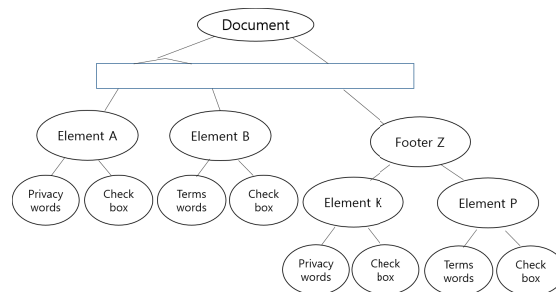 Document
Element A
Element B
Footer Z
Privacy
words
Check
box
Terms
words
Check
box
Element K
Element P
Privacy
words
Check
box
Terms
words
Check
box